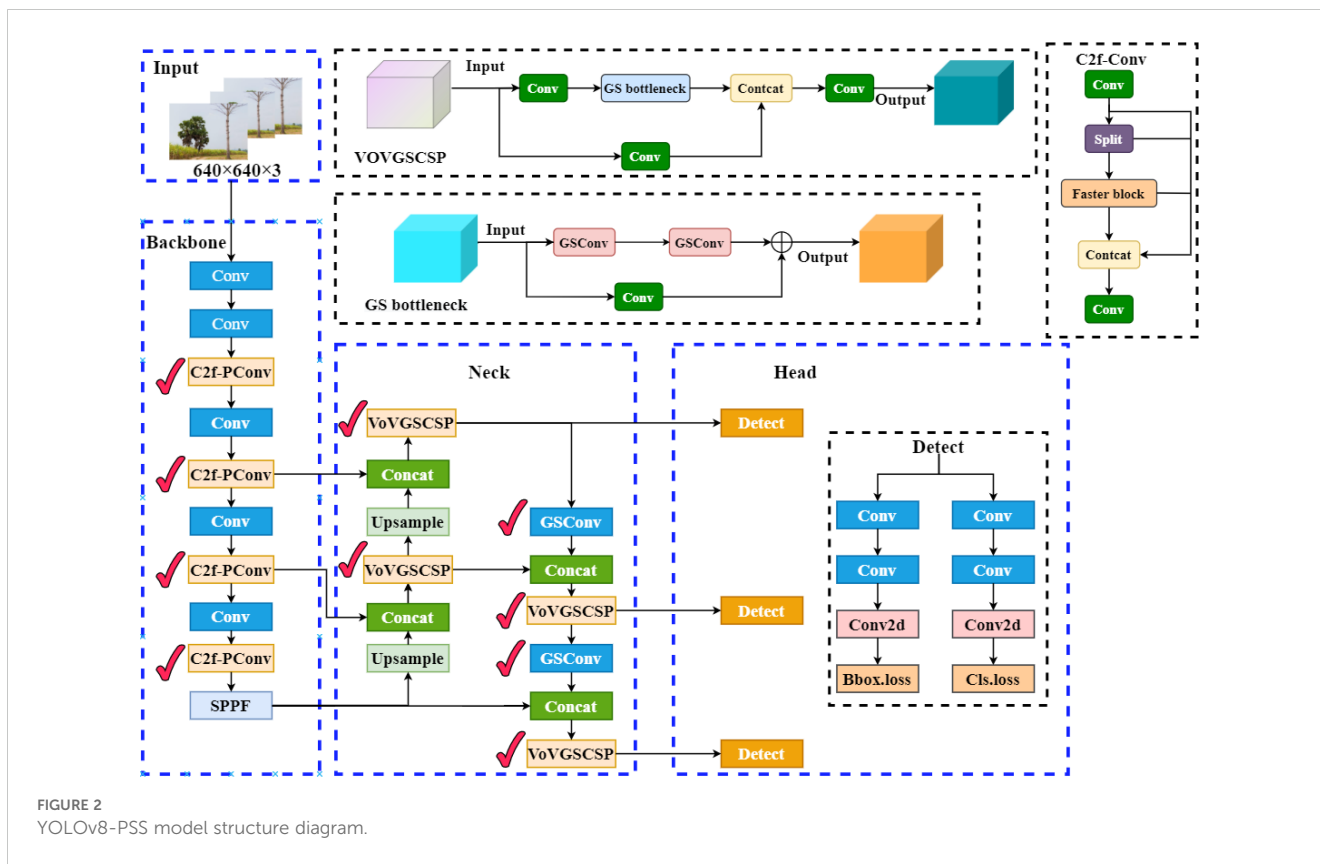 Input
640×640×3
Input
Conv
GS bottleneck
Contcat
Conv
Output
Conv
VOVGSCSP
C2f-Conv
Conv
Split
Faster block
Contcat
Conv
Input
GSConv
GSConv
Output
Conv
GS bottleneck
Backbone
Conv
Conv
C2f-PConv
Conv
C2f-PConv
Conv
C2f-PConv
Conv
C2f-PConv
SPPF
Neck
VoVGSCSP
Concat
Upsample
VoVGSCSP
Concat
Upsample
GSConv
Concat
VoVGSCSP
GSConv
Concat
VoVGSCSP
Head
Detect
Detect
Detect
Detect
Conv
Conv
Conv
Conv
Conv2d
Conv2d
Bbox.loss
Cls.loss
FIGURE 2
YOLOv8-PSS model structure diagram.